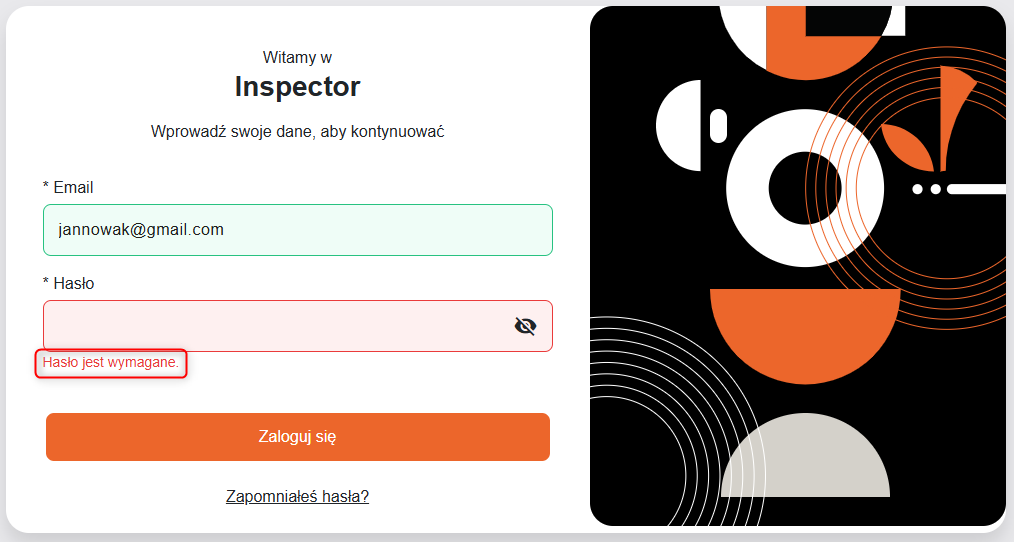 Witamy w
Inspector
Wprowadź swoje dane, aby kontynuować
* Email
jannowak@gmail.com
* Hasło
Hasło jest wymagane.
Zaloguj się
Zapomniałeś hasła?